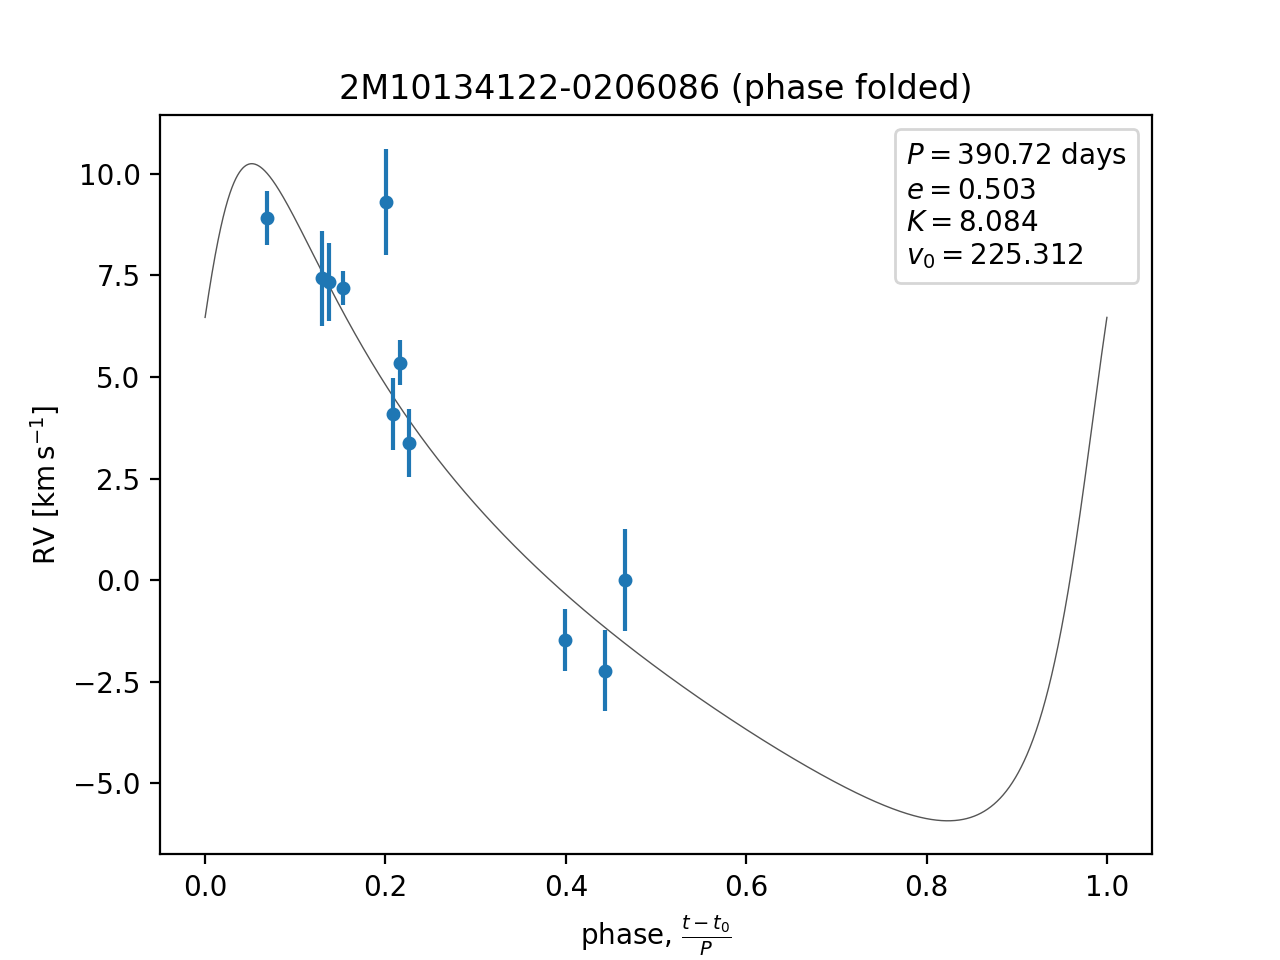 2M10134122-0206086 (phase folded)
P = 390.72 days
e = 0.503
K = 8.084
v₀ = 225.312
10.0
7.5
5.0
2.5
0.0
−2.5
−5.0
RV [km s⁻¹]
0.0 0.2 0.4 0.6 0.8 1.0
phase, (t − t₀)/P